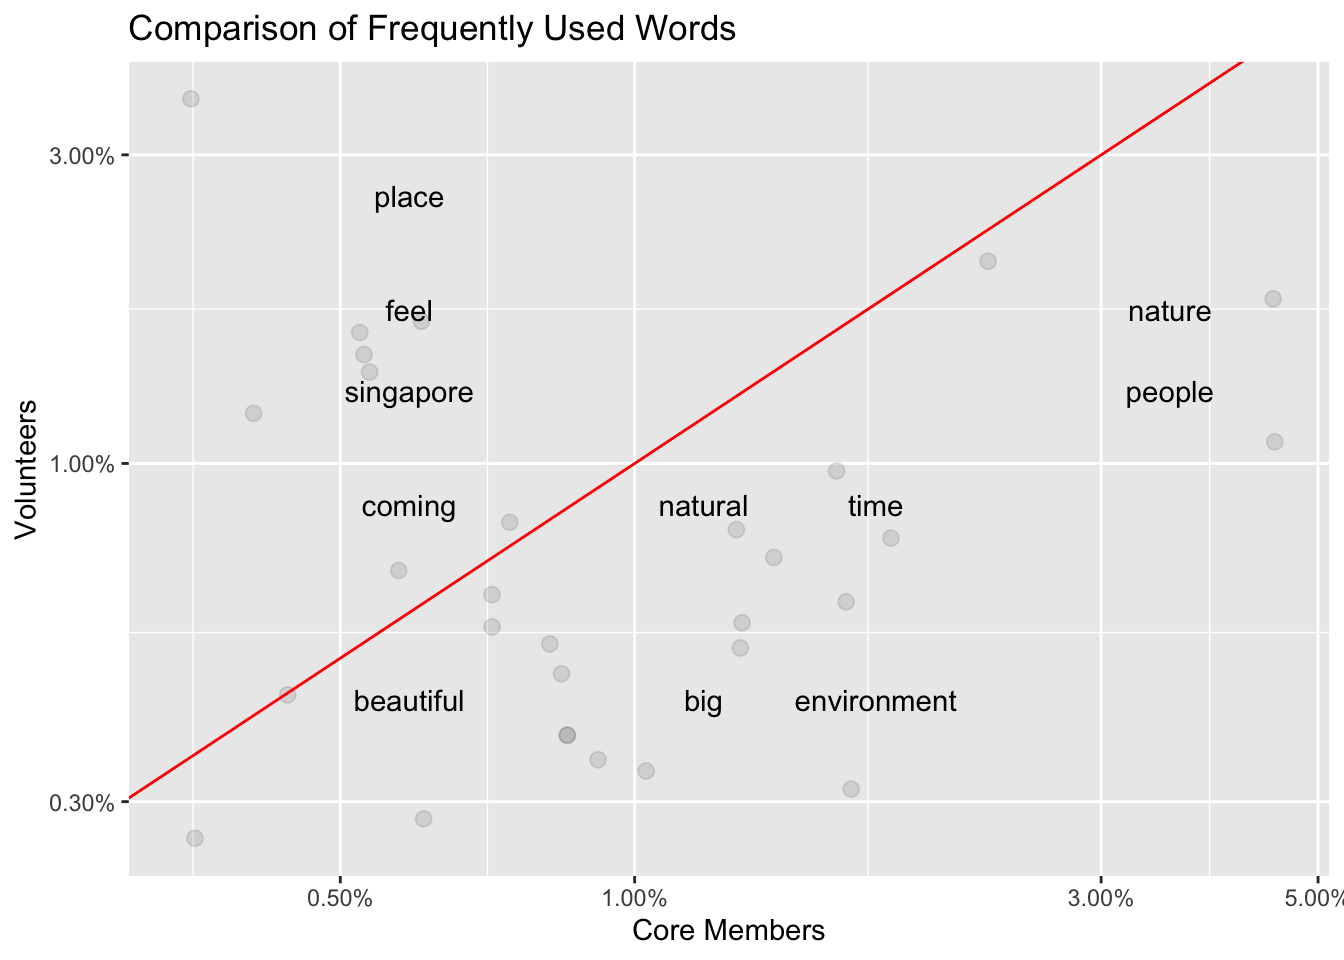 Comparison of Frequently Used Words
3.00%
place
feel
nature
singapore
people
1.00%
coming
natural
time
beautiful
big
environment
0.30%
Volunteers
0.50%
1.00%
3.00%
5.00%
Core Members